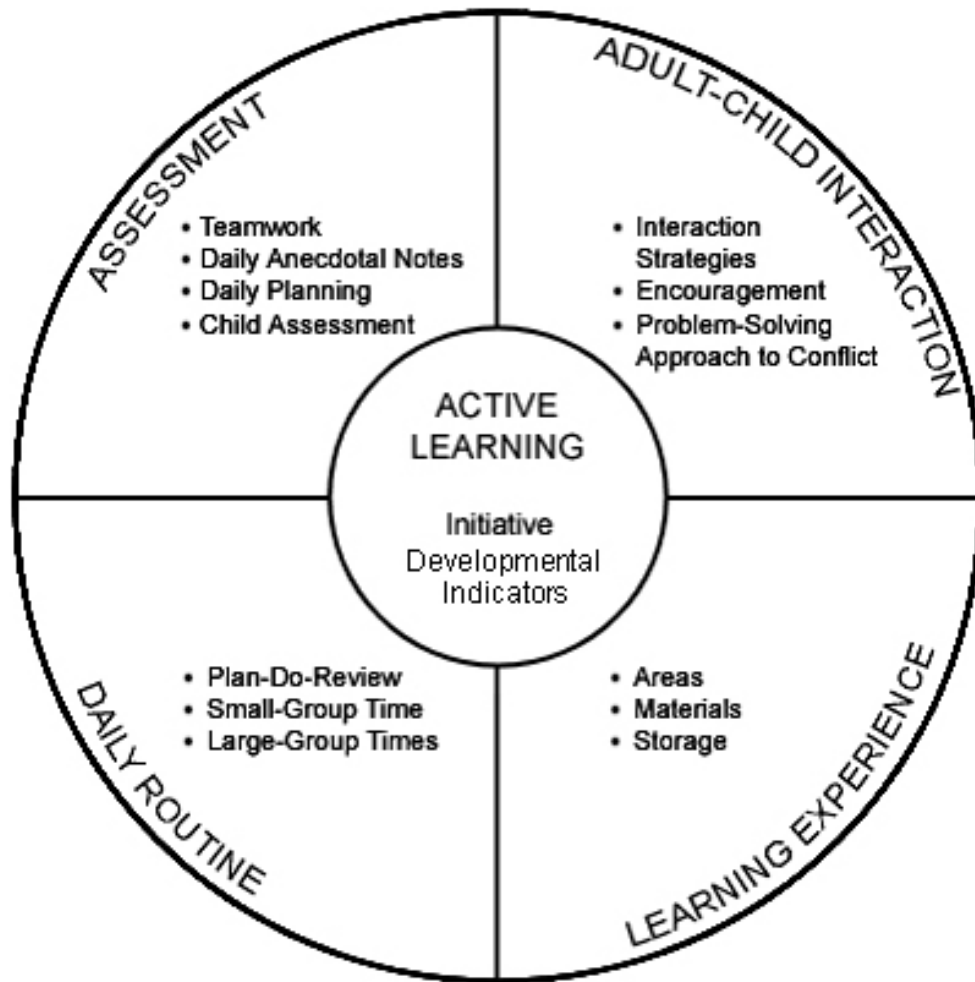 ASSESSMENT
• Teamwork
• Daily Anecdotal Notes
• Daily Planning
• Child Assessment
ADULT-CHILD INTERACTION
• Interaction
Strategies
• Encouragement
• Problem-Solving
Approach to Conflict
ACTIVE
LEARNING
Initiative
Developmental
Indicators
DAILY ROUTINE
• Plan-Do-Review
• Small-Group Time
• Large-Group Times
LEARNING EXPERIENCE
• Areas
• Materials
• Storage